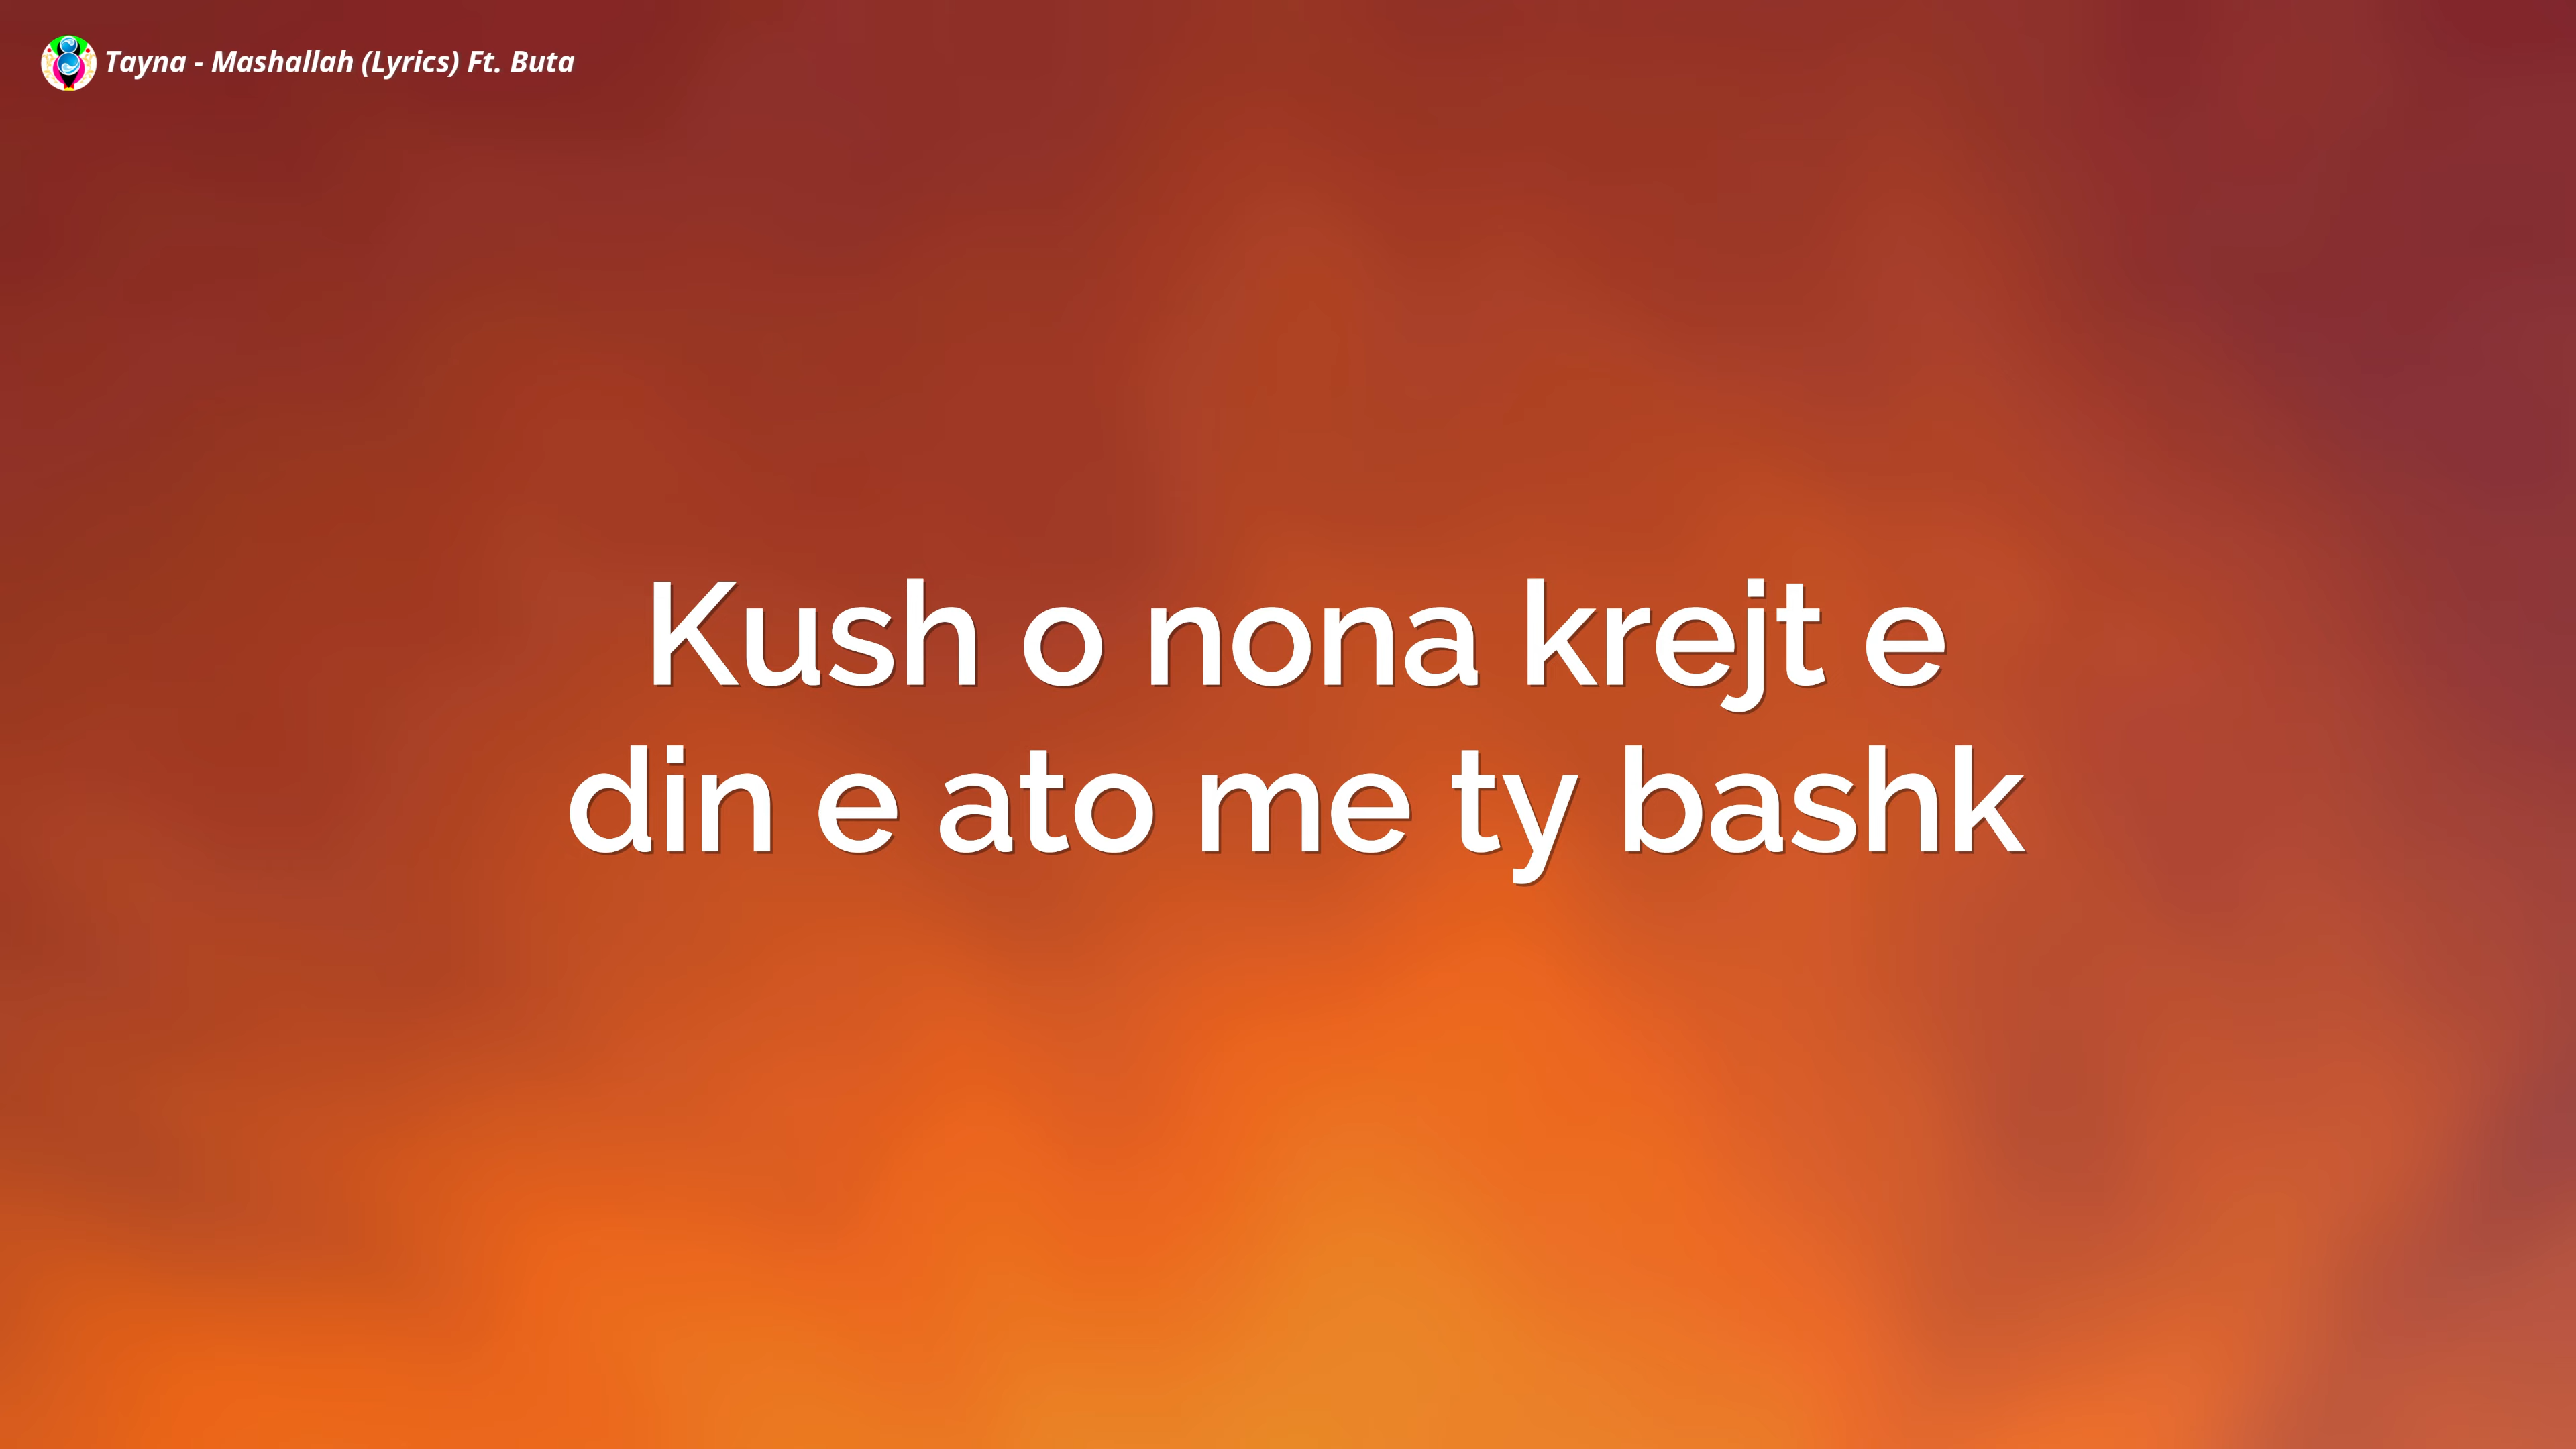 Tayna - Mashallah (Lyrics) Ft. Buta
Kush o nona krejt e
din e ato me ty bashk